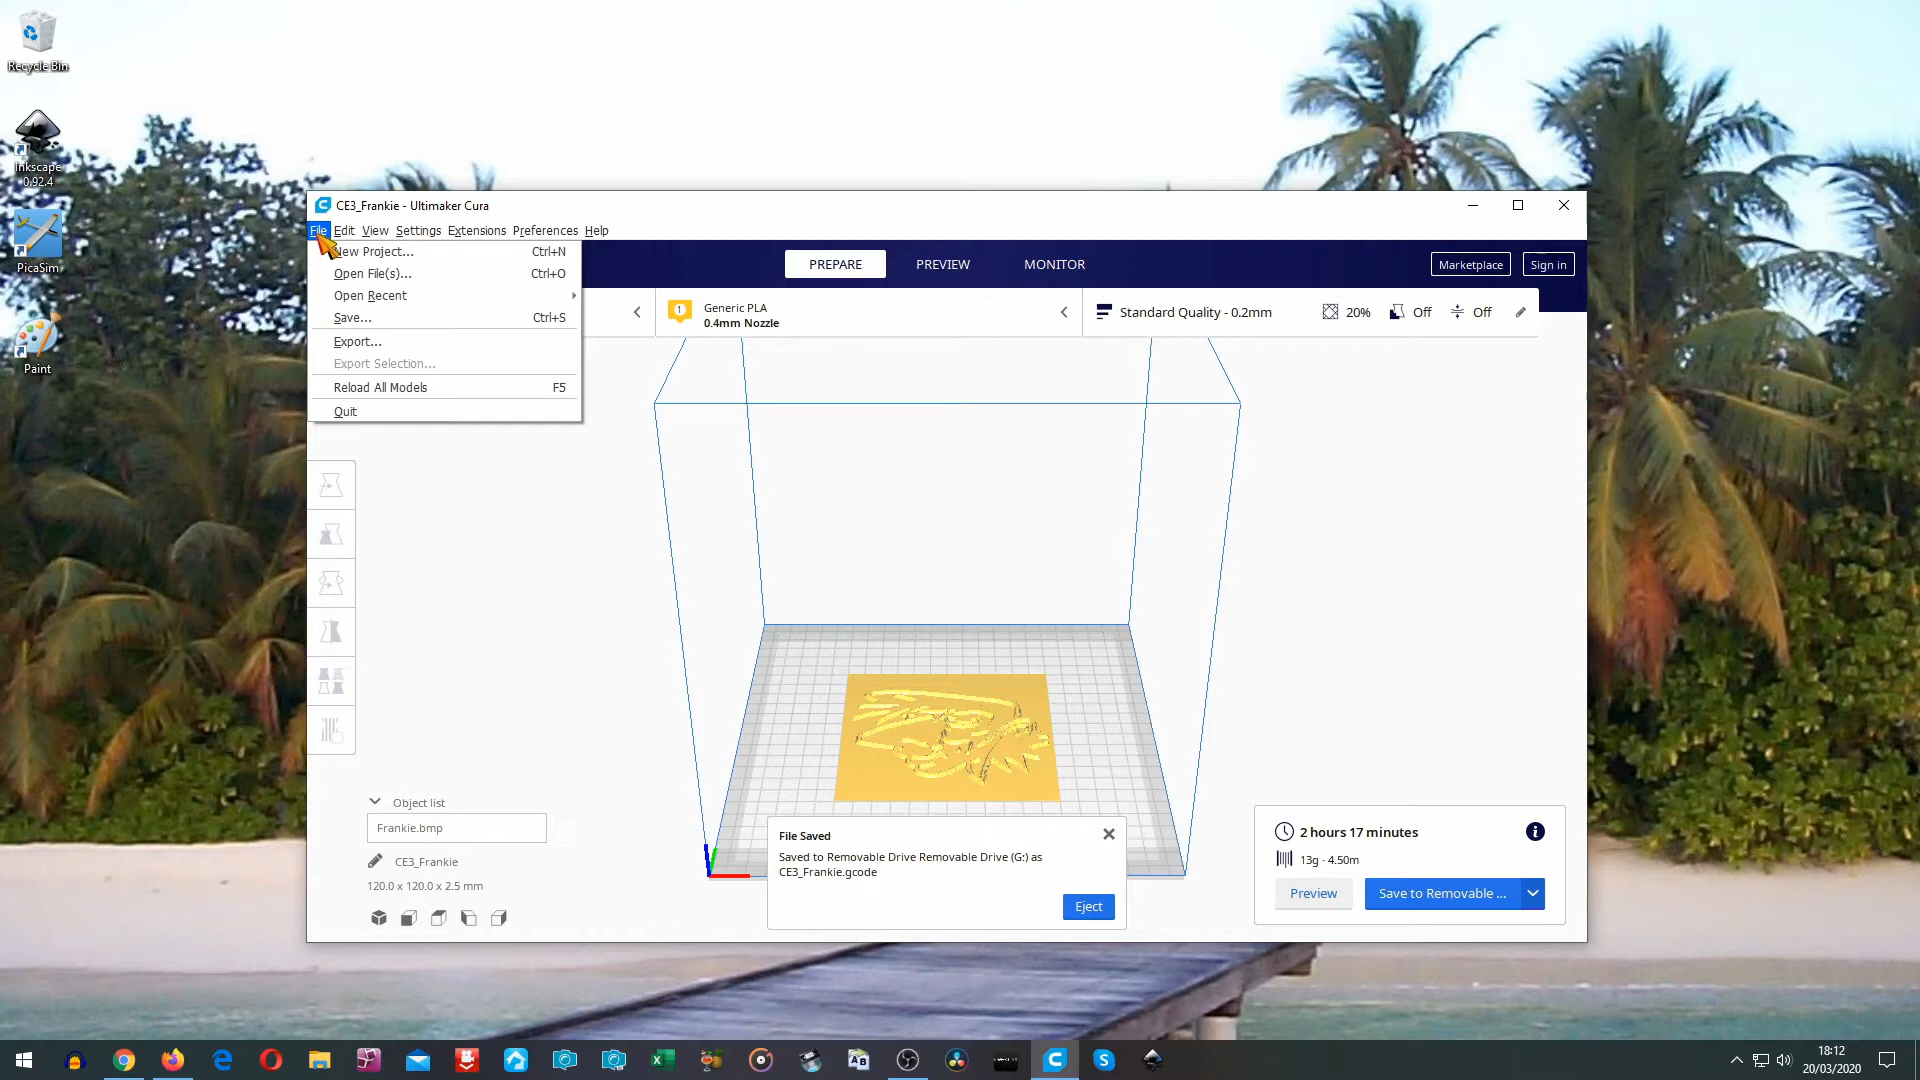 Recycle Bin
Inkscape
0.92.4
PicaSim
Paint
CE3_Frankie - Ultimaker Cura
File Edit View Settings Extensions Preferences Help
New Project... Ctrl+N
Open File(s)... Ctrl+O
Open Recent
Save... Ctrl+S
Export...
Export Selection...
Reload All Models F5
Quit
PREPARE PREVIEW MONITOR
Marketplace Sign in
1 Generic PLA
0.4mm Nozzle
Standard Quality - 0.2mm 20% Off Off
Object list
Frankie.bmp
CE3_Frankie
120.0 x 120.0 x 2.5 mm
File Saved
Saved to Removable Drive Removable Drive (G:) as
CE3_Frankie.gcode
Eject
2 hours 17 minutes
13g · 4.50m
Preview Save to Removable ...
18:12
20/03/2020